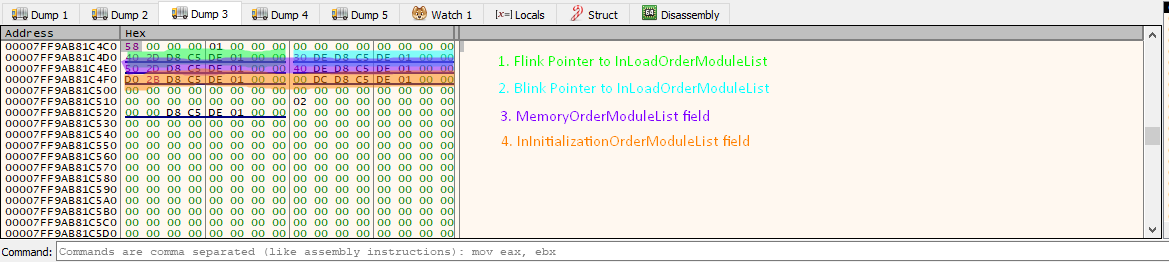 Dump 1 Dump 2 Dump 3 Dump 4 Dump 5 Watch 1 [x=] Locals Struct Disassembly
Address Hex
00007FF9AB81C4C0 58 00 00 00 01 00 00 00 00 00 00 00 00 00 00 00
00007FF9AB81C4D0 40 2D D8 C5 DE 01 00 00 30 DE D8 C5 DE 01 00 00
1. Flink Pointer to InLoadOrderModuleList
00007FF9AB81C4E0 50 2D D8 C5 DE 01 00 00 40 DE D8 C5 DE 01 00 00
00007FF9AB81C4F0 D0 2B D8 C5 DE 01 00 00 DC D8 C5 DE 01 00 00
2. Blink Pointer to InLoadOrderModuleList
00007FF9AB81C500 00 00 00 00 00 00 00 00 00 00 00 00 00 00 00 00
00007FF9AB81C510 00 00 00 00 00 00 00 00 02 00 00 00 00 00 00 00
3. MemoryOrderModuleList field
00007FF9AB81C520 00 00 D8 C5 DE 01 00 00 00 00 00 00 00 00 00 00
00007FF9AB81C530 00 00 00 00 00 00 00 00 00 00 00 00 00 00 00 00
00007FF9AB81C540 00 00 00 00 00 00 00 00 00 00 00 00 00 00 00 00
4. InInitializationOrderModuleList field
00007FF9AB81C550 00 00 00 00 00 00 00 00 00 00 00 00 00 00 00 00
00007FF9AB81C560 00 00 00 00 00 00 00 00 00 00 00 00 00 00 00 00
00007FF9AB81C570 00 00 00 00 00 00 00 00 00 00 00 00 00 00 00 00
00007FF9AB81C580 00 00 00 00 00 00 00 00 00 00 00 00 00 00 00 00
00007FF9AB81C590 00 00 00 00 00 00 00 00 00 00 00 00 00 00 00 00
00007FF9AB81C5A0 00 00 00 00 00 00 00 00 00 00 00 00 00 00 00 00
00007FF9AB81C5B0 00 00 00 00 00 00 00 00 00 00 00 00 00 00 00 00
00007FF9AB81C5C0 00 00 00 00 00 00 00 00 00 00 00 00 00 00 00 00
00007FF9AB81C5D0 00 00 00 00 00 00 00 00 00 00 00 00 00 00 00 00
Command: Commands are comma separated (like assembly instructions): mov eax, ebx